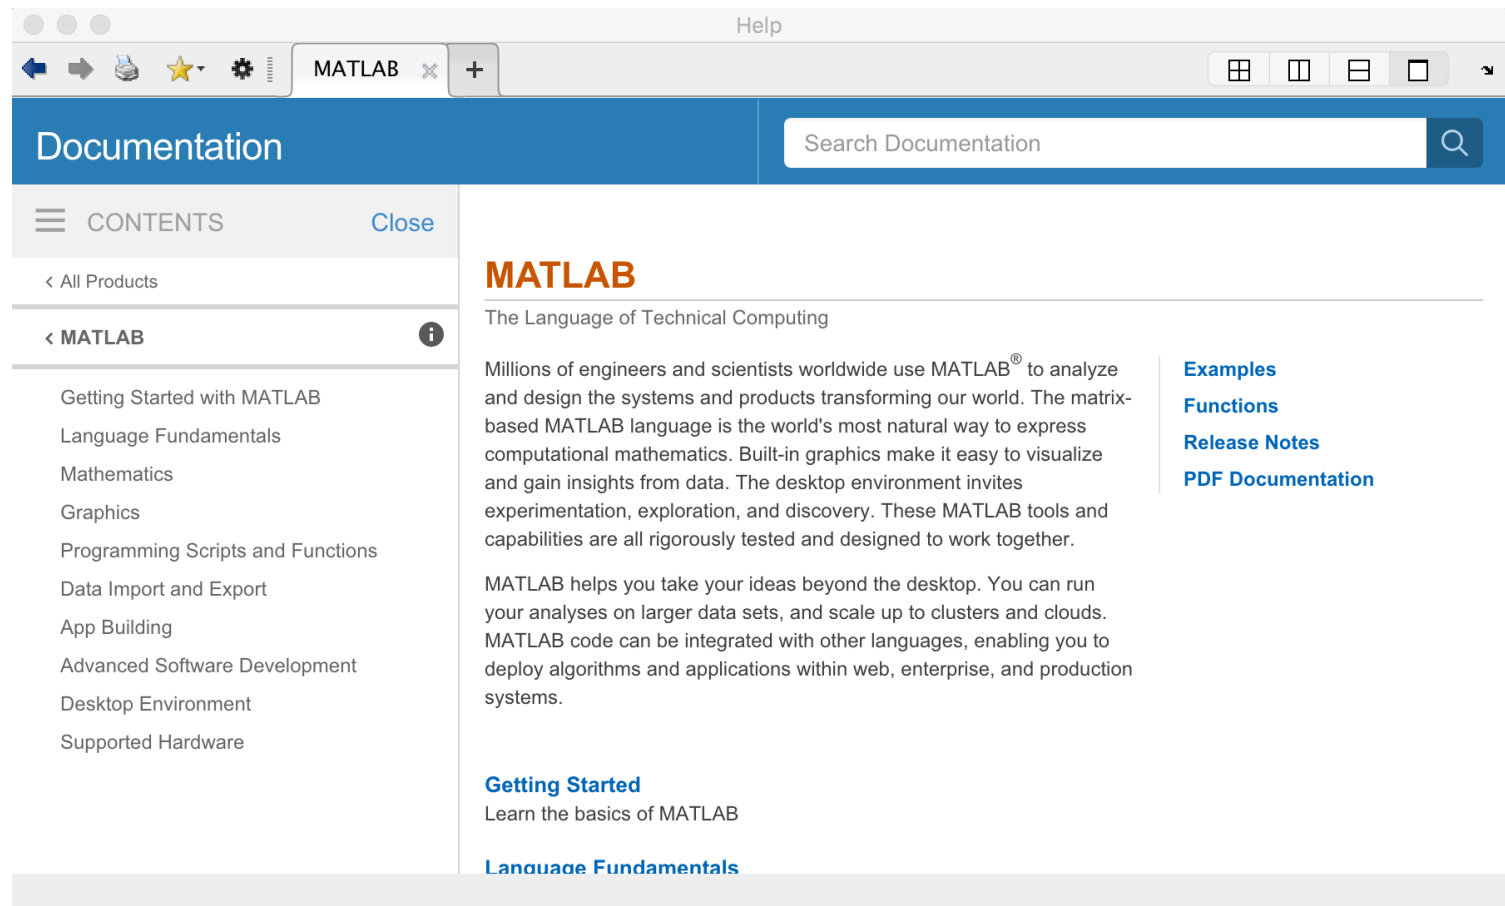 Help
MATLAB
Documentation
Search Documentation
CONTENTS
Close
‹ All Products
‹ MATLAB
Getting Started with MATLAB
Language Fundamentals
Mathematics
Graphics
Programming Scripts and Functions
Data Import and Export
App Building
Advanced Software Development
Desktop Environment
Supported Hardware
MATLAB
The Language of Technical Computing
Millions of engineers and scientists worldwide use MATLAB® to analyze
and design the systems and products transforming our world. The matrix-
based MATLAB language is the world's most natural way to express
computational mathematics. Built-in graphics make it easy to visualize
and gain insights from data. The desktop environment invites
experimentation, exploration, and discovery. These MATLAB tools and
capabilities are all rigorously tested and designed to work together.
MATLAB helps you take your ideas beyond the desktop. You can run
your analyses on larger data sets, and scale up to clusters and clouds.
MATLAB code can be integrated with other languages, enabling you to
deploy algorithms and applications within web, enterprise, and production
systems.
Getting Started
Learn the basics of MATLAB
Language Fundamentals
Examples
Functions
Release Notes
PDF Documentation